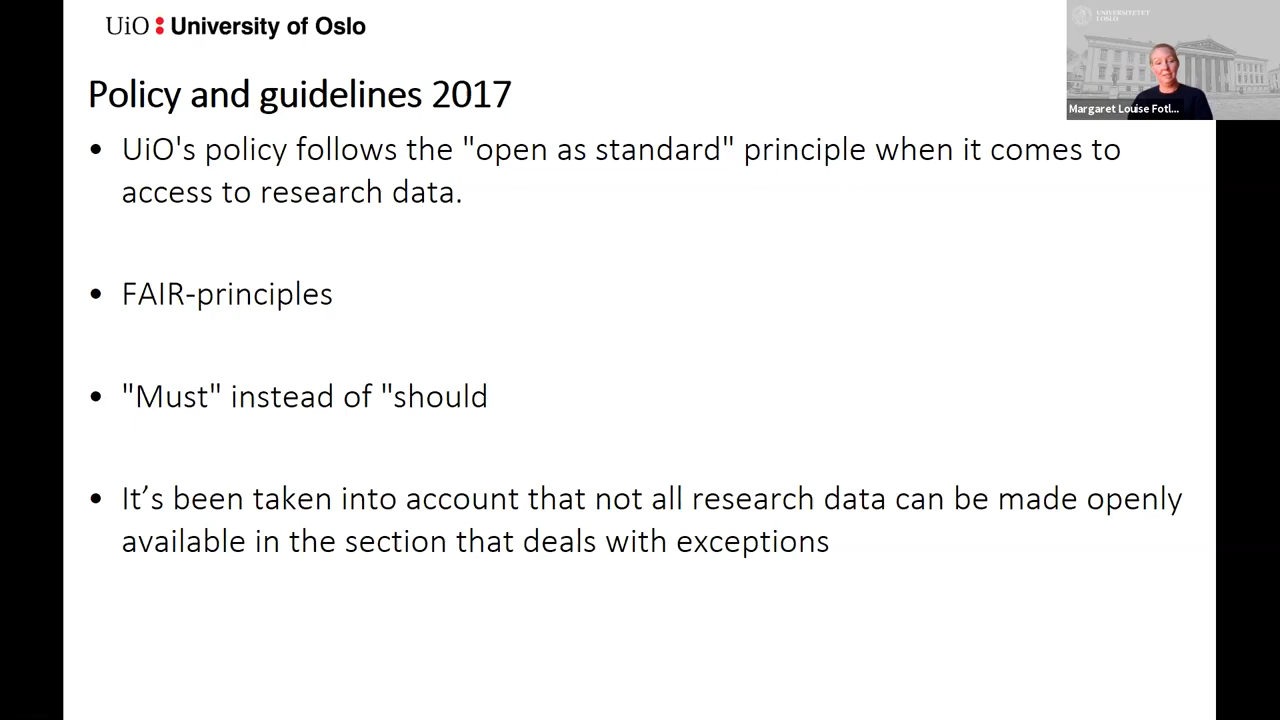 UiO : University of Oslo
UNIVERSITETET
I OSLO
Margaret Louise Fotl...
Policy and guidelines 2017
• UiO's policy follows the "open as standard" principle when it comes to
access to research data.
• FAIR-principles
• "Must" instead of "should
• It’s been taken into account that not all research data can be made openly
available in the section that deals with exceptions